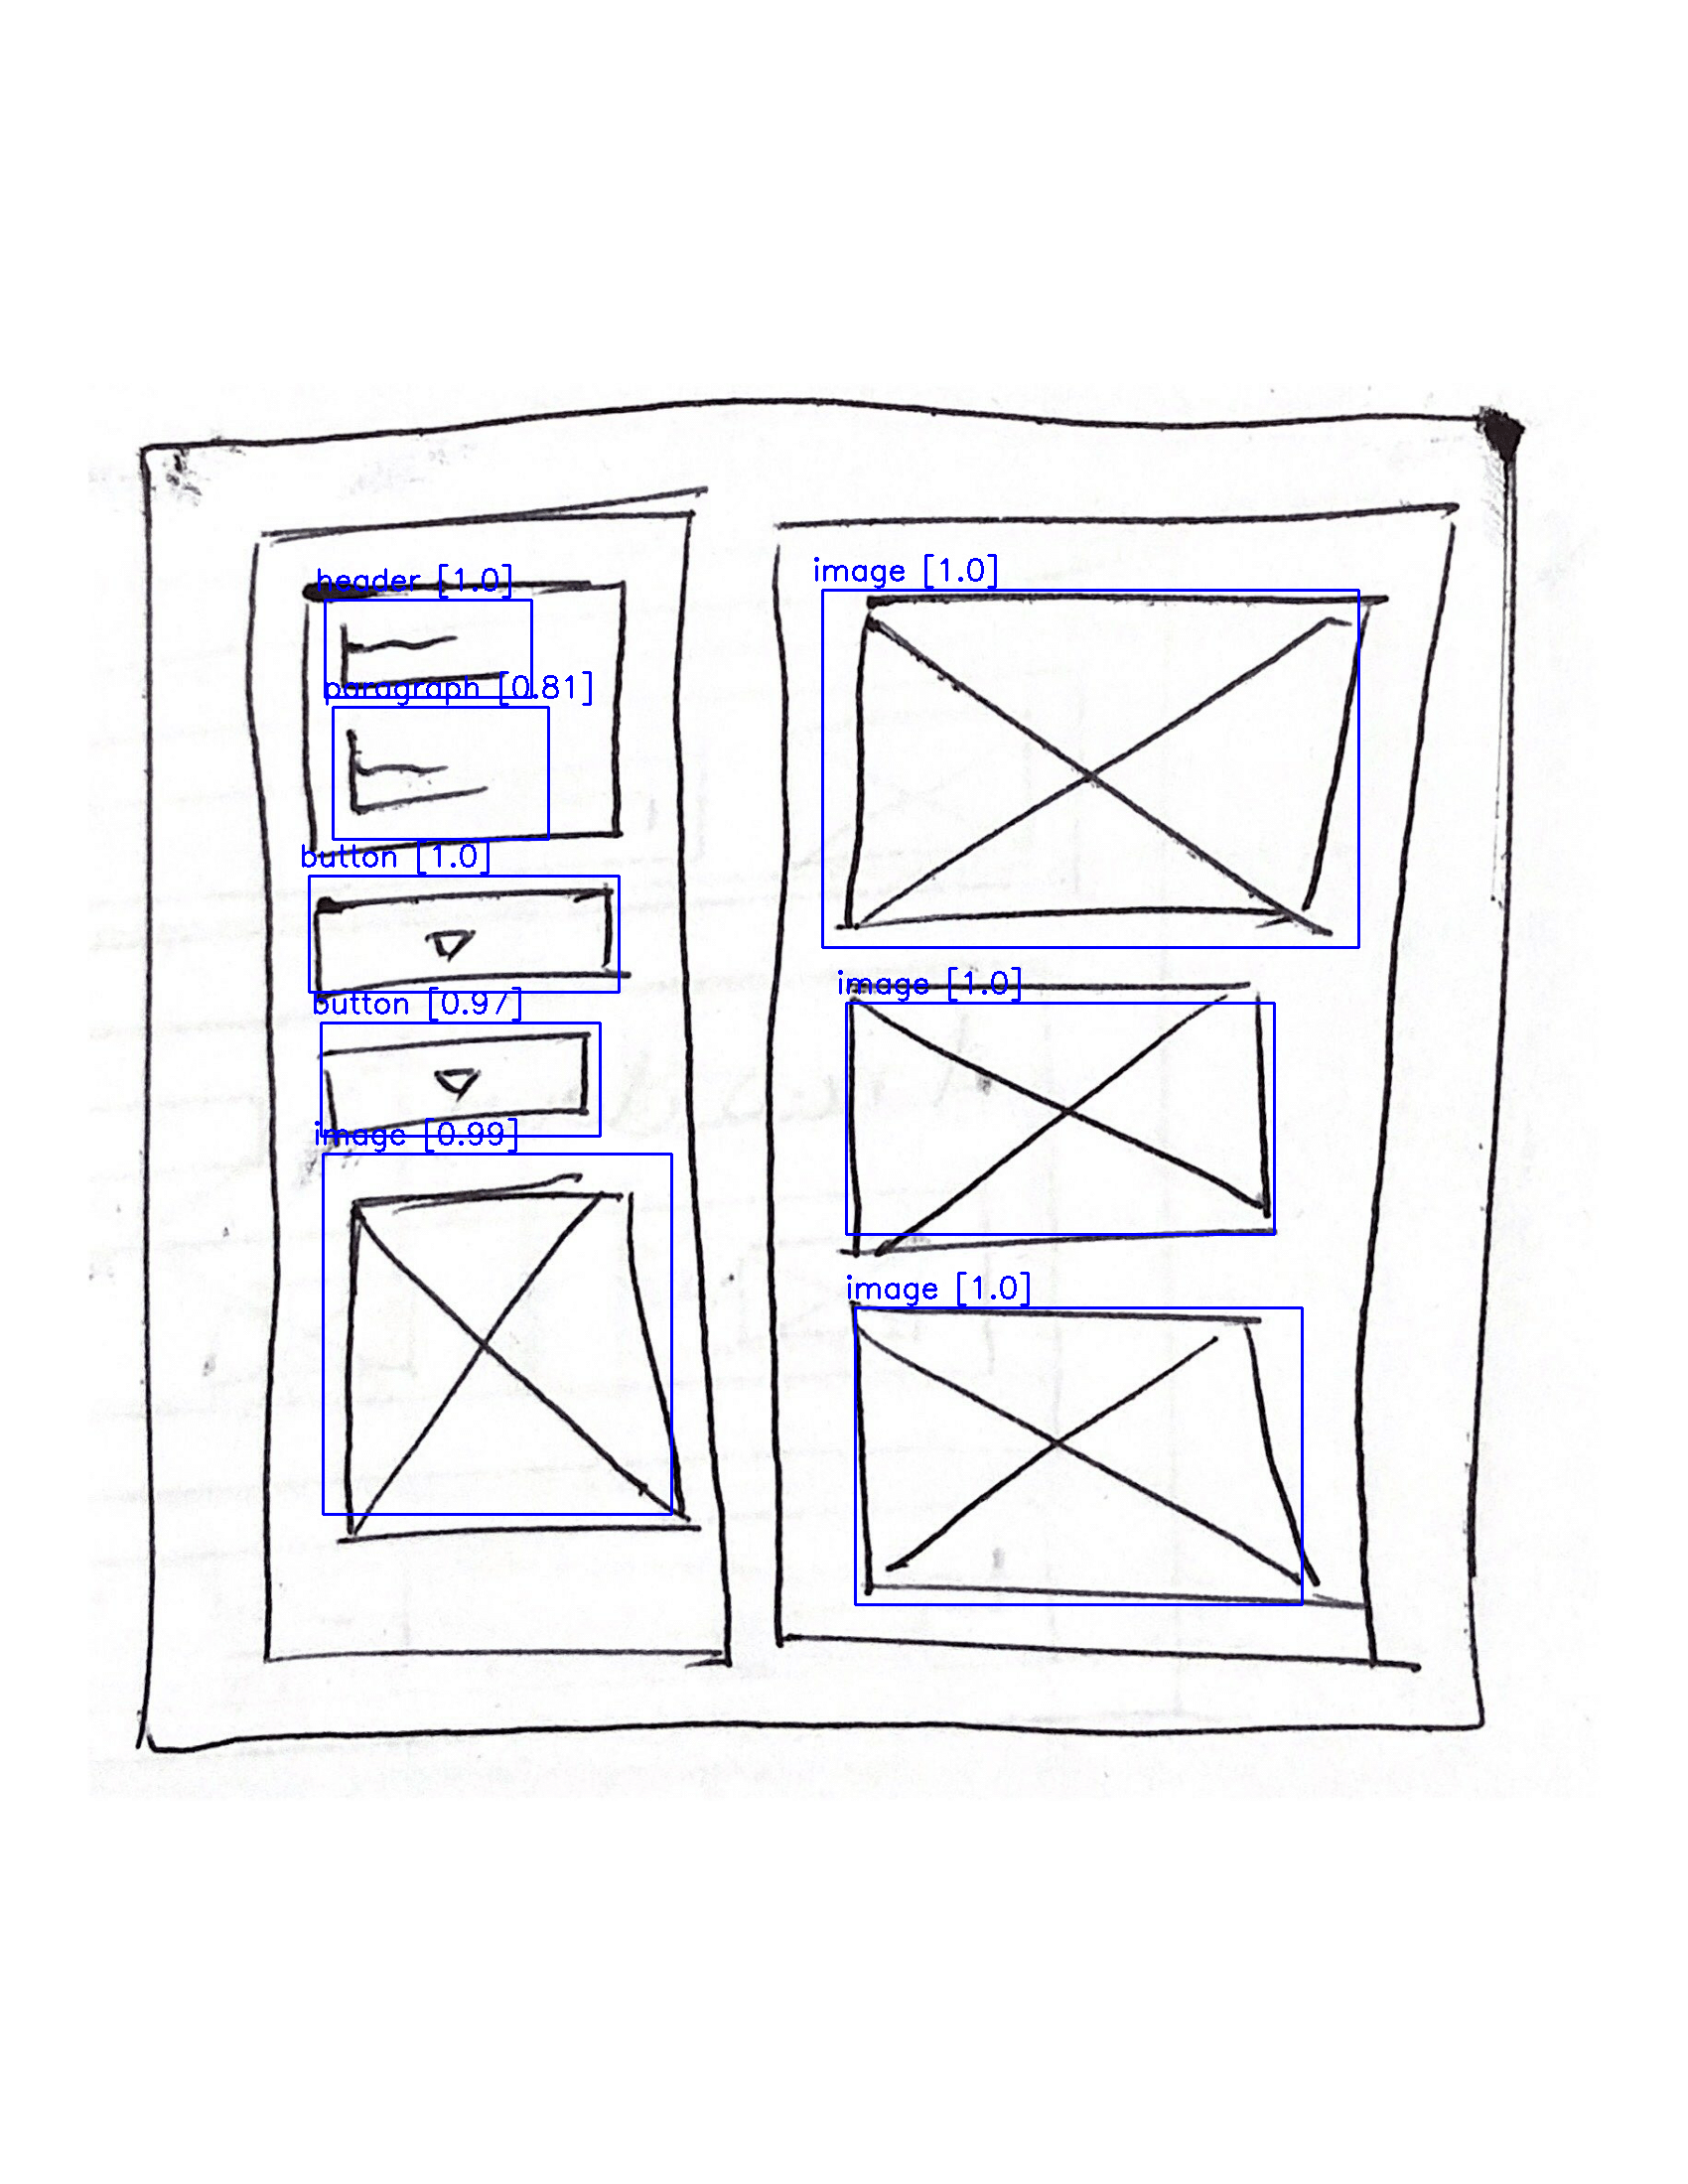 header [1.0]
paragraph [0.81]
button [1.0]
button [0.97]
image [0.99]
image [1.0]
image [1.0]
image [1.0]